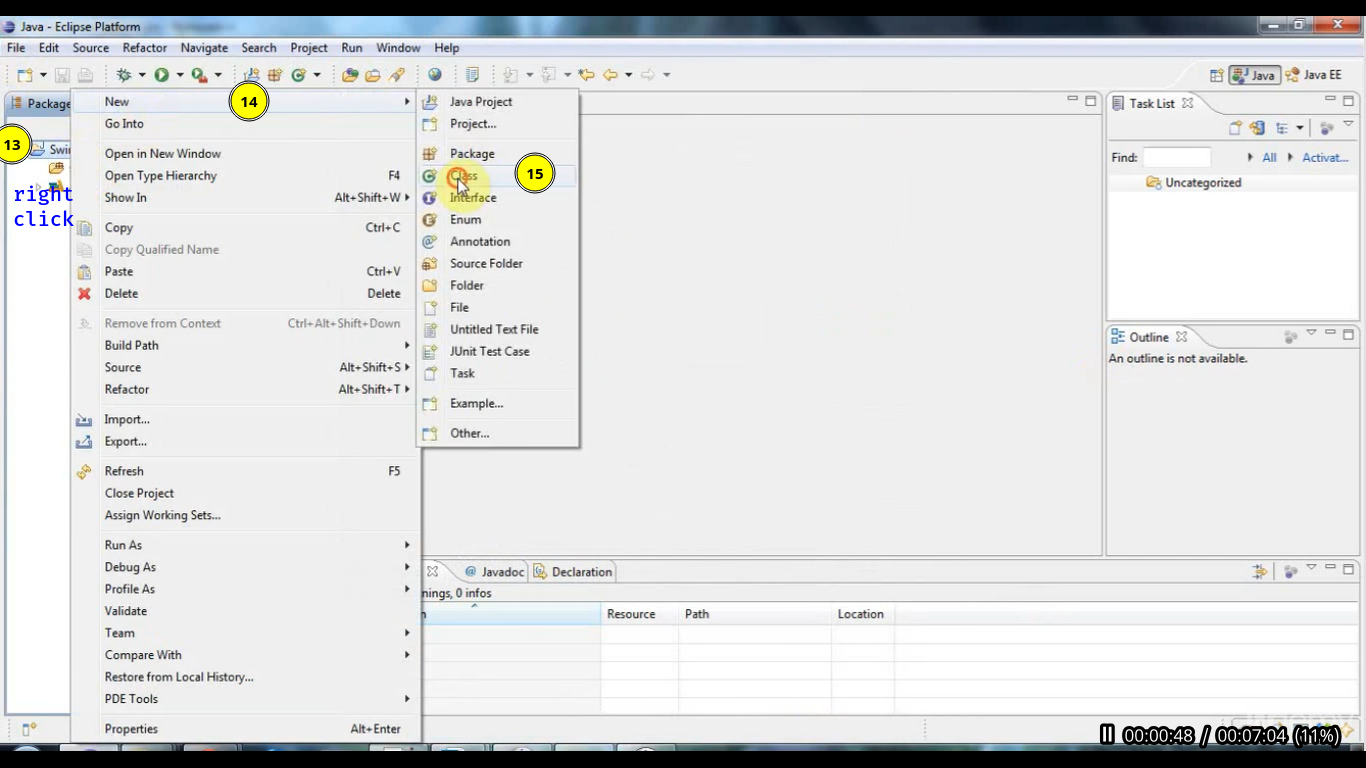 Java - Eclipse Platform
File Edit Source Refactor Navigate Search Project Run Window Help
Java Java EE
Package
13
Swi
right
click
New 14
Go Into
Open in New Window
Open Type Hierarchy F4
Show In Alt+Shift+W
Copy Ctrl+C
Copy Qualified Name
Paste Ctrl+V
Delete Delete
Remove from Context Ctrl+Alt+Shift+Down
Build Path
Source Alt+Shift+S
Refactor Alt+Shift+T
Import...
Export...
Refresh F5
Close Project
Assign Working Sets...
Run As
Debug As
Profile As
Validate
Team
Compare With
Restore from Local History...
PDE Tools
Properties Alt+Enter
Java Project
Project...
Package
Class 15
Interface
Enum
Annotation
Source Folder
Folder
File
Untitled Text File
JUnit Test Case
Task
Example...
Other...
Task List
Find: All Activat...
Uncategorized
Outline
An outline is not available.
Javadoc Declaration
nings, 0 infos
n Resource Path Location
00:00:48 / 00:07:04 (11%)